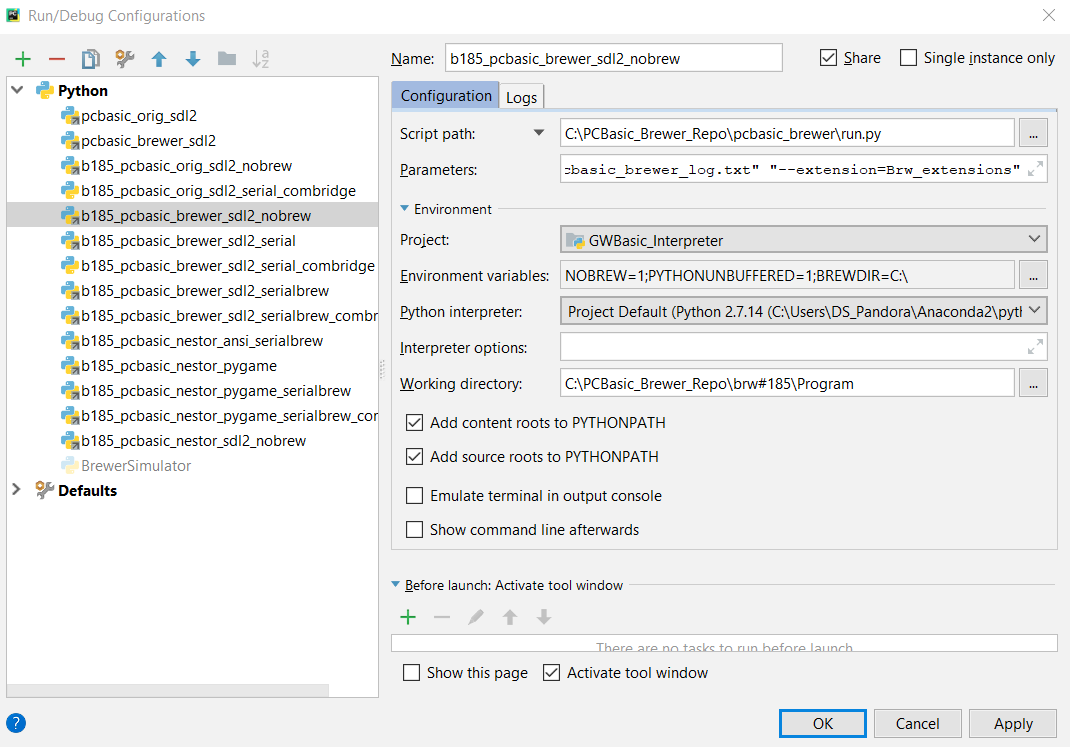 Run/Debug Configurations
Name: b185_pcbasic_brewer_sdl2_nobrew
Share
Single instance only
Python
pcbasic_orig_sdl2
pcbasic_brewer_sdl2
b185_pcbasic_orig_sdl2_nobrew
b185_pcbasic_orig_sdl2_serial_combridge
b185_pcbasic_brewer_sdl2_nobrew
b185_pcbasic_brewer_sdl2_serial
b185_pcbasic_brewer_sdl2_serial_combridge
b185_pcbasic_brewer_sdl2_serialbrew
b185_pcbasic_brewer_sdl2_serialbrew_combr
b185_pcbasic_nestor_ansi_serialbrew
b185_pcbasic_nestor_pygame
b185_pcbasic_nestor_pygame_serialbrew
b185_pcbasic_nestor_pygame_serialbrew_cor
b185_pcbasic_nestor_sdl2_nobrew
BrewerSimulator
Defaults
Configuration
Logs
Script path: C:\PCBasic_Brewer_Repo\pcbasic_brewer\run.py ...
Parameters: cbasic_brewer_log.txt" "--extension=Brw_extensions"
Environment
Project: GWBasic_Interpreter
Environment variables: NOBREW=1;PYTHONUNBUFFERED=1;BREWDIR=C:\ ...
Python interpreter: Project Default (Python 2.7.14 (C:\Users\DS_Pandora\Anaconda2\pytl
Interpreter options:
Working directory: C:\PCBasic_Brewer_Repo\brw#185\Program ...
Add content roots to PYTHONPATH
Add source roots to PYTHONPATH
Emulate terminal in output console
Show command line afterwards
Before launch: Activate tool window
There are no tasks to run before launch
Show this page
Activate tool window
?
OK
Cancel
Apply